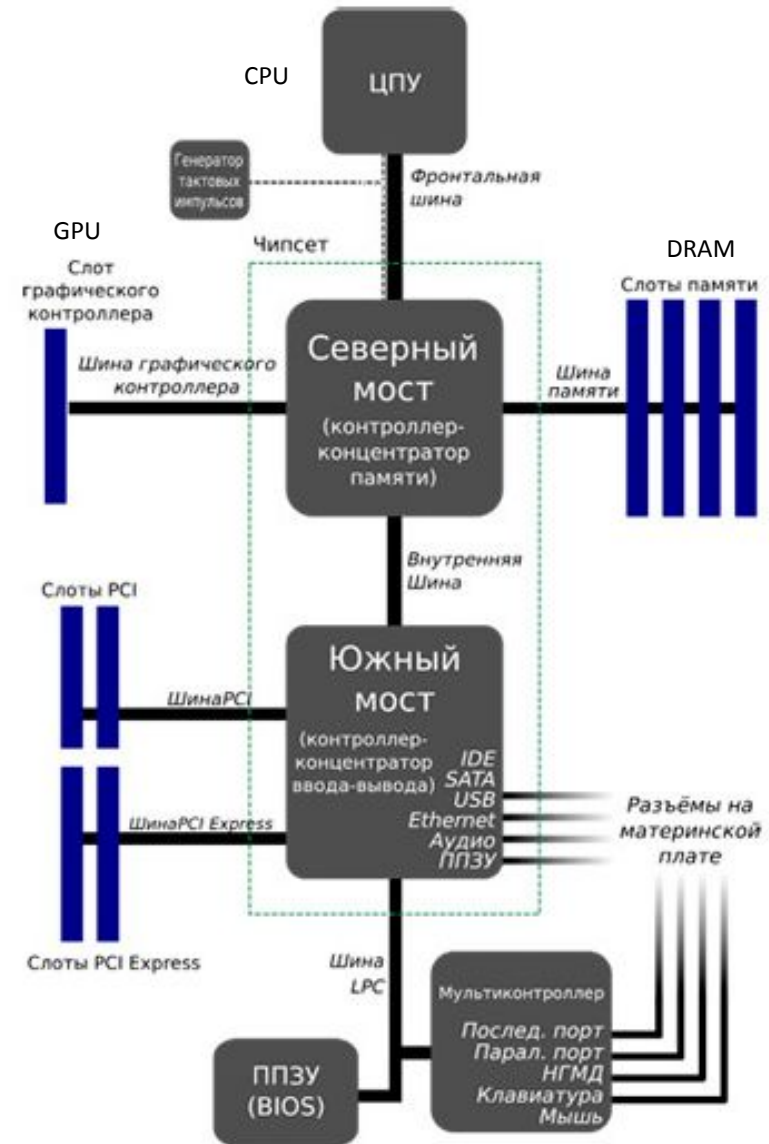 CPU
ЦПУ
Генератор
тактовых
импульсов
Фронтальная
шина
GPU
Слот
графического
контроллера
Чипсет
DRAM
Слоты памяти
Шина графического
контроллера
Северный
мост
(контроллер-
концентратор
памяти)
Шина
памяти
Внутренняя
Шина
Слоты PCI
ШинаPCI
Южный
мост
(контроллер-
концентратор
ввода-вывода)
IDE
SATA
USB
Ethernet
Аудио
ППЗУ
ШинаPCI Express
Слоты PCI Express
Разъёмы на
материнской
плате
Шина
LPC
Мультиконтроллер
Послед. порт
Парал. порт
НГМД
Клавиатура
Мышь
ППЗУ
(BIOS)